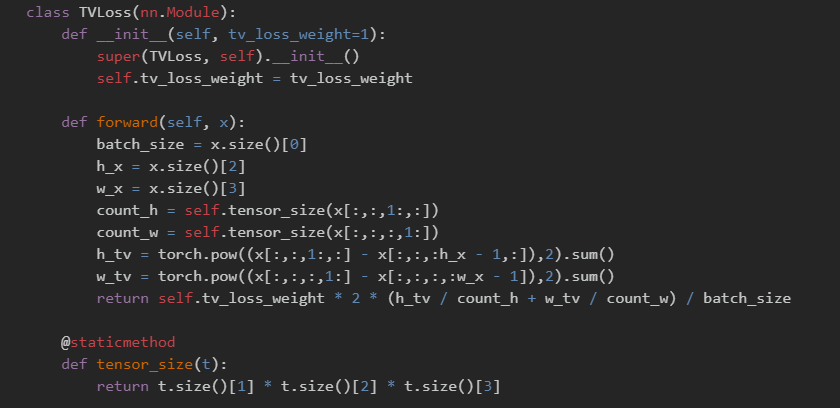 class TVLoss(nn.Module):
    def __init__(self, tv_loss_weight=1):
        super(TVLoss, self).__init__()
        self.tv_loss_weight = tv_loss_weight

    def forward(self, x):
        batch_size = x.size()[0]
        h_x = x.size()[2]
        w_x = x.size()[3]
        count_h = self.tensor_size(x[:,:,1:,:])
        count_w = self.tensor_size(x[:,:,:,1:])
        h_tv = torch.pow((x[:,:,1:,:] - x[:,:,:h_x - 1,:]),2).sum()
        w_tv = torch.pow((x[:,:,:,1:] - x[:,:,:,:w_x - 1]),2).sum()
        return self.tv_loss_weight * 2 * (h_tv / count_h + w_tv / count_w) / batch_size

    @staticmethod
    def tensor_size(t):
        return t.size()[1] * t.size()[2] * t.size()[3]